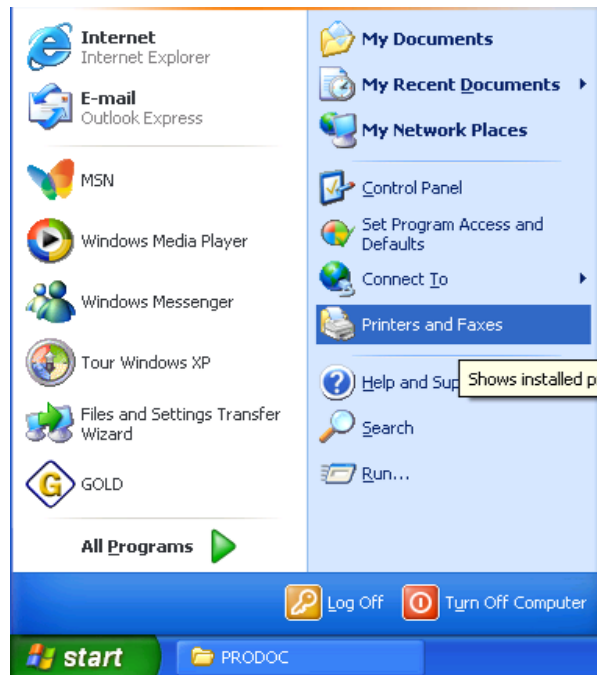 Internet
Internet Explorer
E-mail
Outlook Express
MSN
Windows Media Player
Windows Messenger
Tour Windows XP
Files and Settings Transfer
Wizard
G
GOLD
All Programs
My Documents
My Recent Documents
My Network Places
Control Panel
Set Program Access and
Defaults
Connect To
Printers and Faxes
Shows installed p
Help and Sup
Search
Run...
Log Off
Turn Off Computer
start
PRODOC